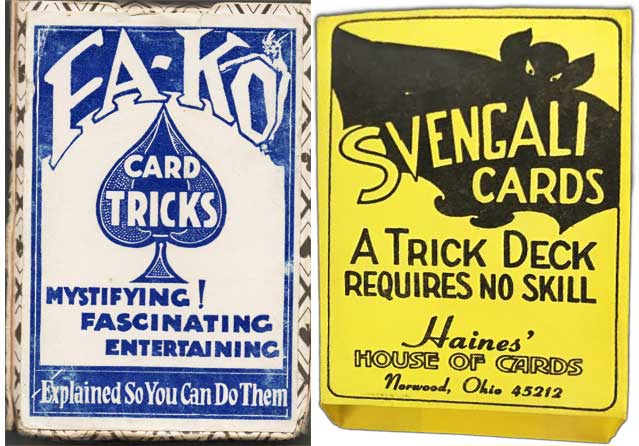 FA-KO
CARD
TRICKS
MYSTIFYING!
FASCINATING
ENTERTAINING
Explained So You Can Do Them
SVENGALI
CARDS
A TRICK DECK
REQUIRES NO SKILL
Haines'
HOUSE OF CARDS
Norwood, Ohio 45212